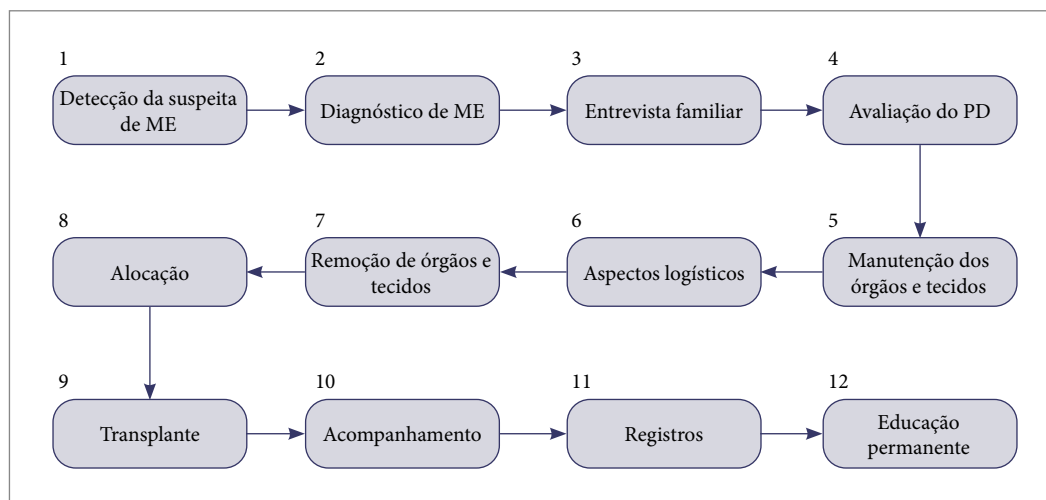 1
Detecção da suspeita
de ME
2
Diagnóstico de ME
3
Entrevista familiar
4
Avaliação do PD
5
Manutenção dos
órgãos e tecidos
6
Aspectos logísticos
7
Remoção de órgãos e
tecidos
8
Alocação
9
Transplante
10
Acompanhamento
11
Registros
12
Educação
permanente